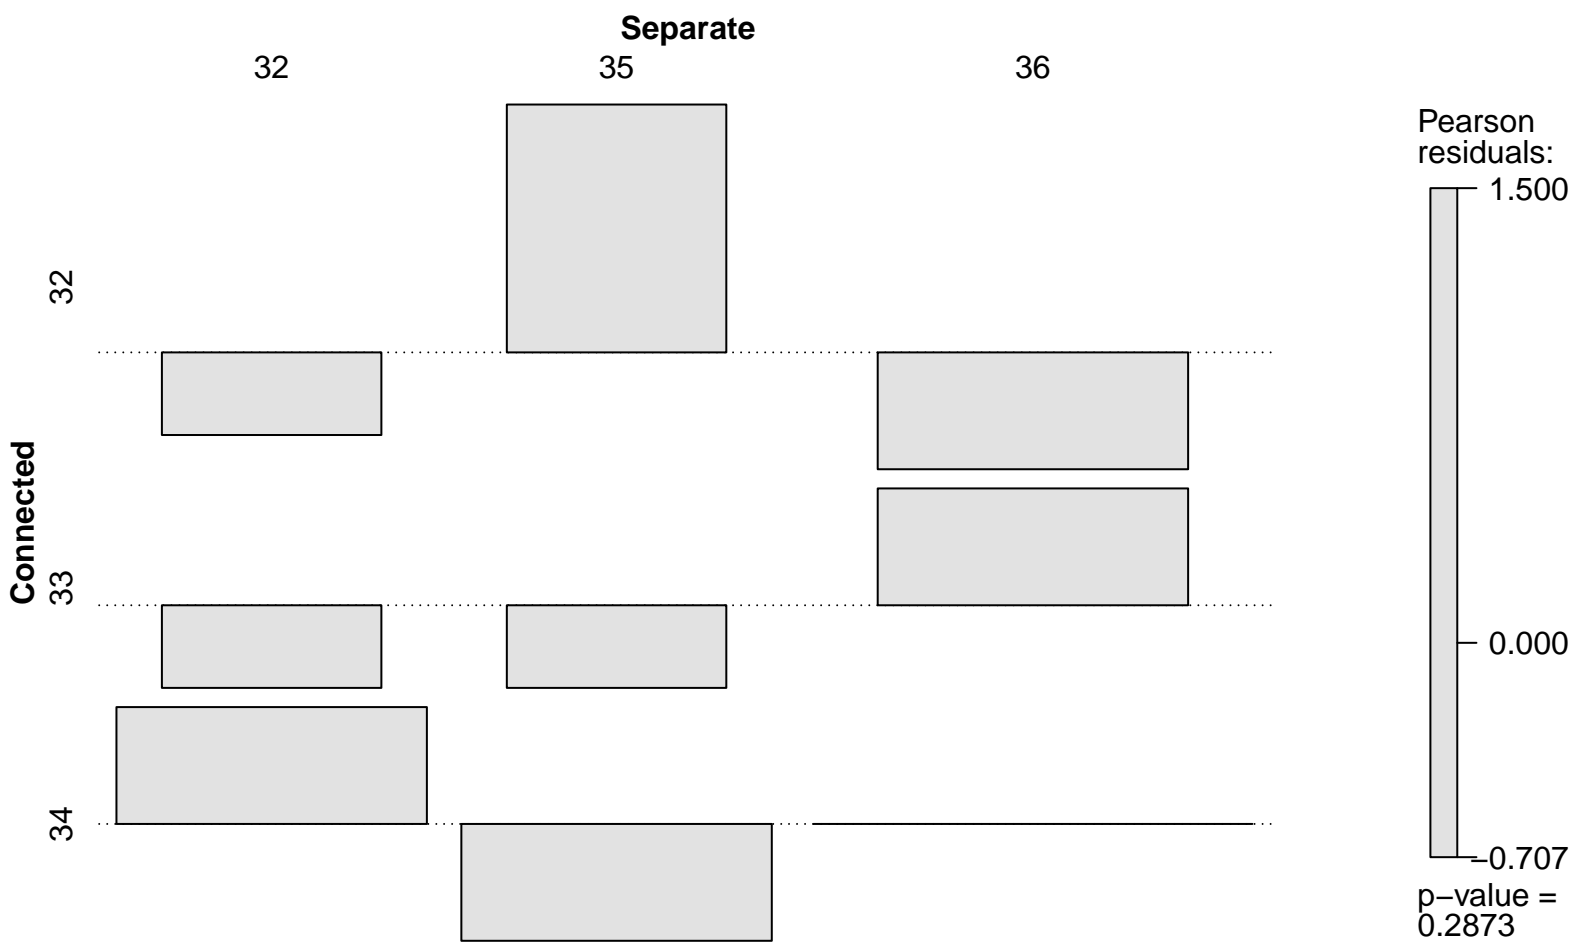 Separate
32 35 36
Connected
32
33
34
Pearson
residuals:
1.500
0.000
−0.707
p−value =
0.2873